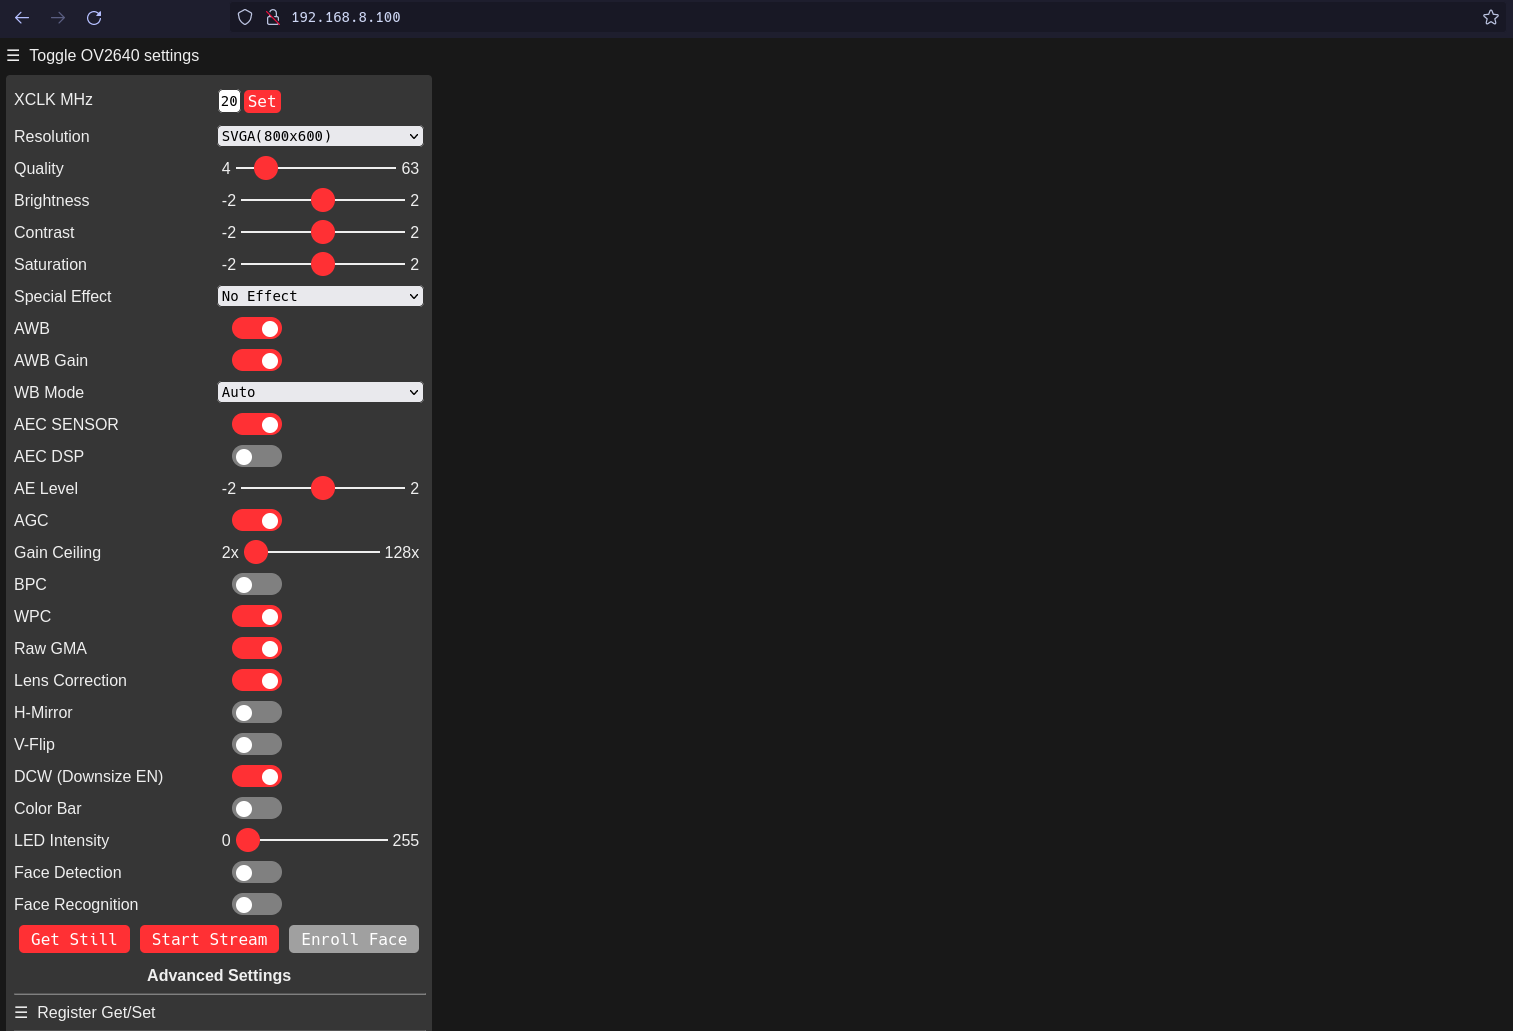 192.168.8.100
☰ Toggle OV2640 settings
XCLK MHz 20 Set
Resolution SVGA(800x600)
Quality 4 63
Brightness -2 2
Contrast -2 2
Saturation -2 2
Special Effect No Effect
AWB
AWB Gain
WB Mode Auto
AEC SENSOR
AEC DSP
AE Level -2 2
AGC
Gain Ceiling 2x 128x
BPC
WPC
Raw GMA
Lens Correction
H-Mirror
V-Flip
DCW (Downsize EN)
Color Bar
LED Intensity 0 255
Face Detection
Face Recognition
Get Still Start Stream Enroll Face
Advanced Settings
☰ Register Get/Set